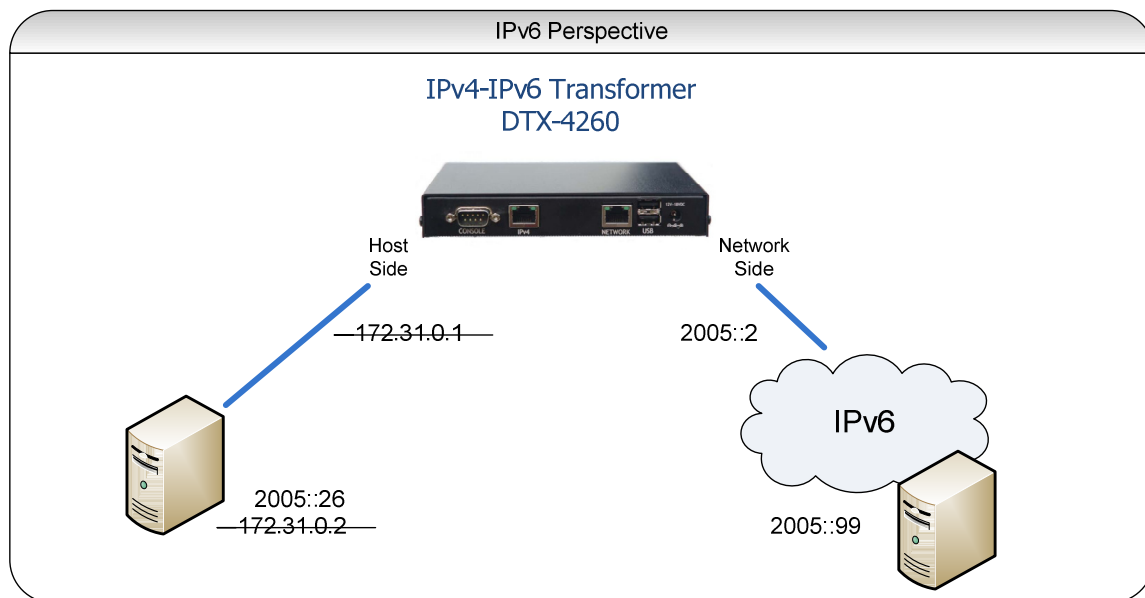 IPv6 Perspective
IPv4-IPv6 Transformer
DTX-4260
CONSOLE
IPv4
NETWORK
USB
Host
Side
Network
Side
172.31.0.1
2005::2
IPv6
2005::26
172.31.0.2
2005::99